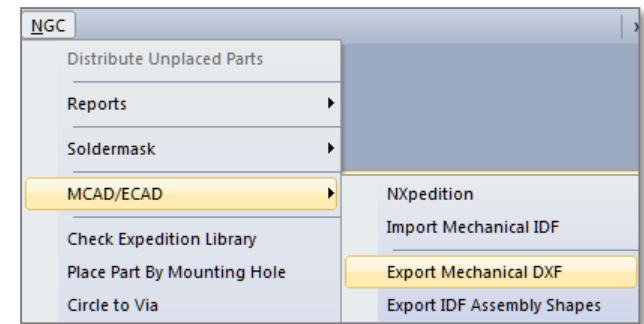 NGC
Distribute Unplaced Parts
Reports
Soldermask
MCAD/ECAD
NXpedition
Import Mechanical IDF
Check Expedition Library
Place Part By Mounting Hole
Export Mechanical DXF
Circle to Via
Export IDF Assembly Shapes